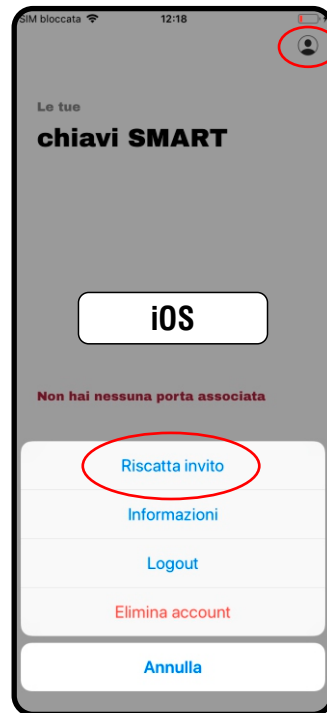 SIM bloccata 12:18
Le tue
chiavi SMART
iOS
Non hai nessuna porta associata
Riscatta invito
Informazioni
Logout
Elimina account
Annulla